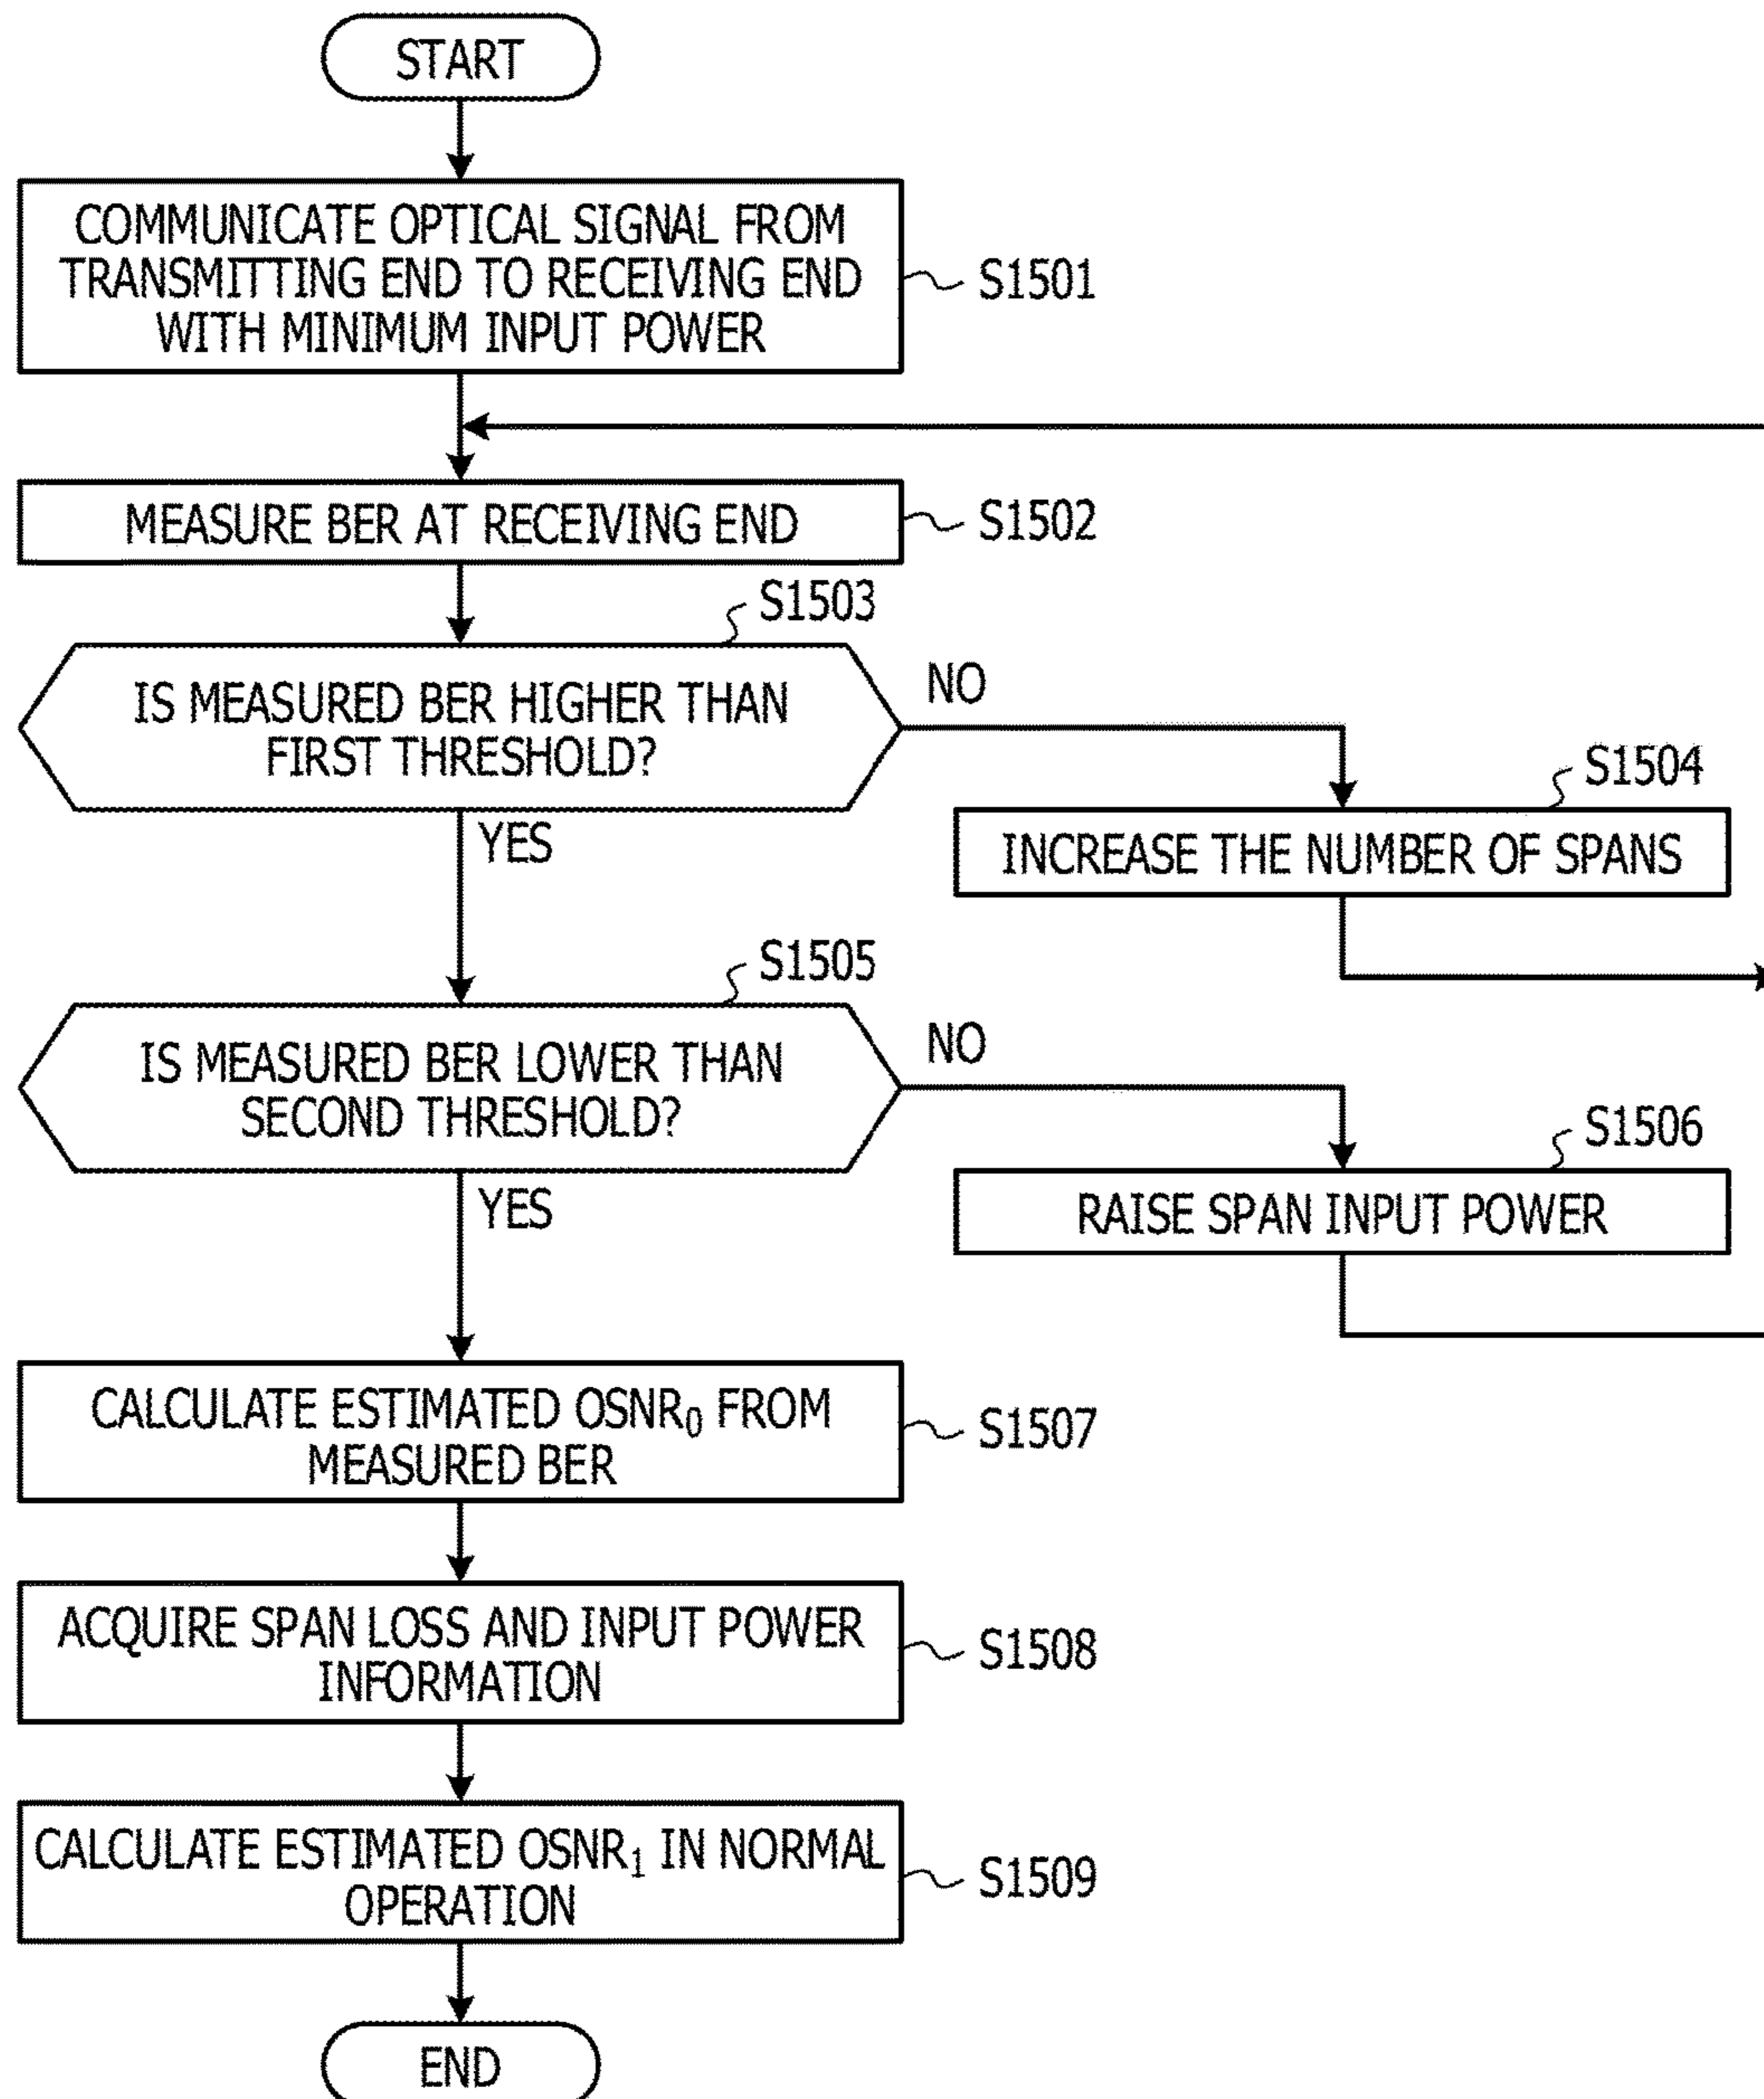 START
COMMUNICATE OPTICAL SIGNAL FROM
TRANSMITTING END TO RECEIVING END
WITH MINIMUM INPUT POWER
S1501
MEASURE BER AT RECEIVING END
S1502
S1503
IS MEASURED BER HIGHER THAN
FIRST THRESHOLD?
NO
YES
S1504
INCREASE THE NUMBER OF SPANS
S1505
IS MEASURED BER LOWER THAN
SECOND THRESHOLD?
NO
YES
S1506
RAISE SPAN INPUT POWER
CALCULATE ESTIMATED OSNR₀ FROM
MEASURED BER
S1507
ACQUIRE SPAN LOSS AND INPUT POWER
INFORMATION
S1508
CALCULATE ESTIMATED OSNR₁ IN NORMAL
OPERATION
S1509
END